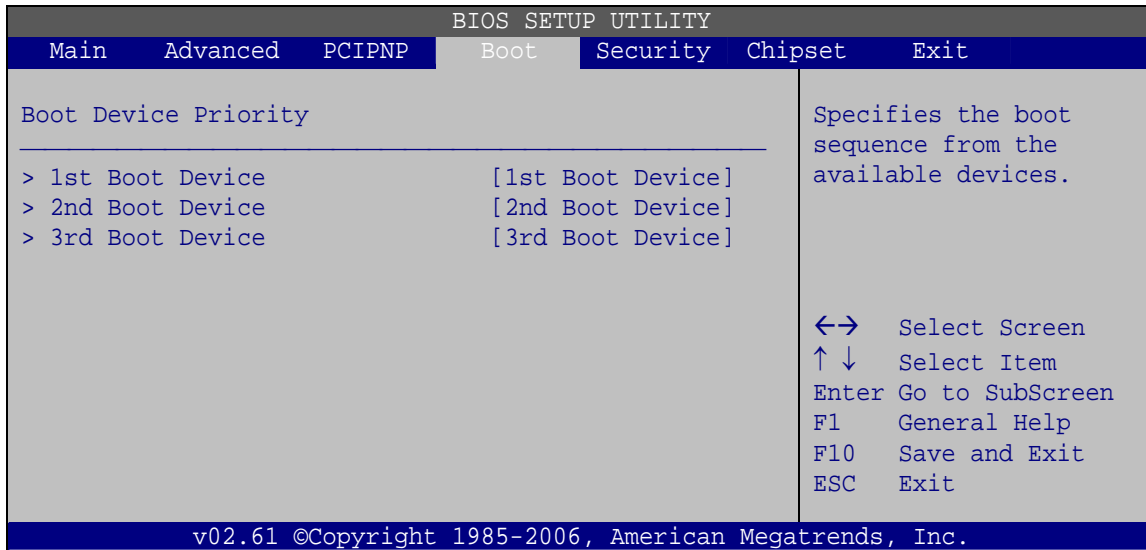 BIOS SETUP UTILITY
Main Advanced PCIPNP Boot Security Chipset Exit
Boot Device Priority
> 1st Boot Device [1st Boot Device]
> 2nd Boot Device [2nd Boot Device]
> 3rd Boot Device [3rd Boot Device]
Specifies the boot
sequence from the
available devices.
←→ Select Screen
↑ ↓ Select Item
Enter Go to SubScreen
F1 General Help
F10 Save and Exit
ESC Exit
v02.61 ©Copyright 1985-2006, American Megatrends, Inc.